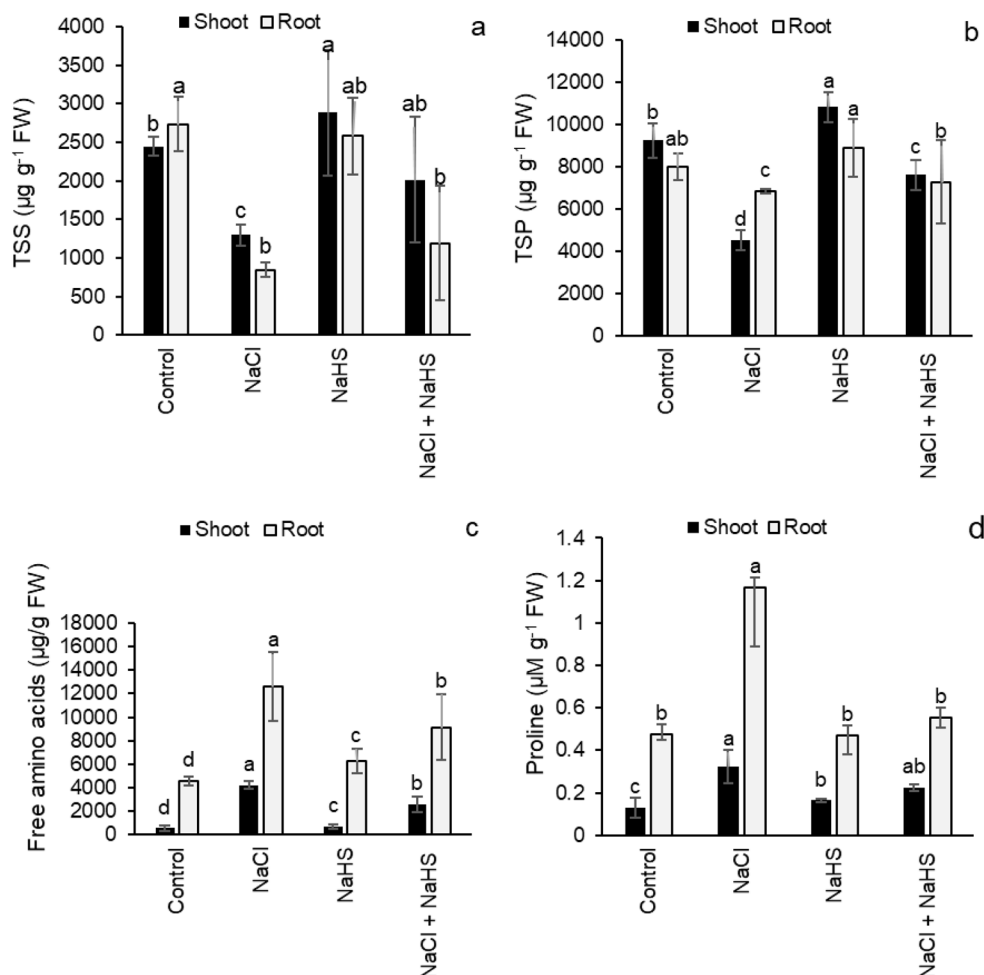 Shoot Root
a
TSS (µg g⁻¹ FW)
4000
3500
3000
2500
2000
1500
1000
500
0
b
a
c
b
a
ab
ab
b
Control
NaCl
NaHS
NaCl + NaHS
Shoot Root
b
TSP (µg g⁻¹ FW)
14000
12000
10000
8000
6000
4000
2000
0
b
ab
d
c
a
a
c
b
Control
NaCl
NaHS
NaCl + NaHS
Shoot Root
c
Free amino acids (µg/g FW)
18000
16000
14000
12000
10000
8000
6000
4000
2000
0
d
d
a
a
c
c
b
b
Control
NaCl
NaHS
NaCl + NaHS
Shoot Root
d
Proline (µM g⁻¹ FW)
1.4
1.2
1
0.8
0.6
0.4
0.2
0
c
b
a
a
b
b
ab
b
Control
NaCl
NaHS
NaCl + NaHS